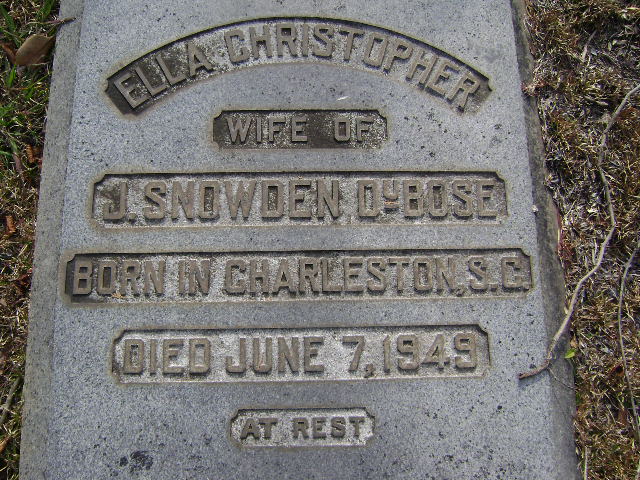 ELLA CHRISTOPHER
WIFE OF
J. SNOWDEN DUBOSE
BORN IN CHARLESTON, S.C.
DIED JUNE 7, 1949
AT REST